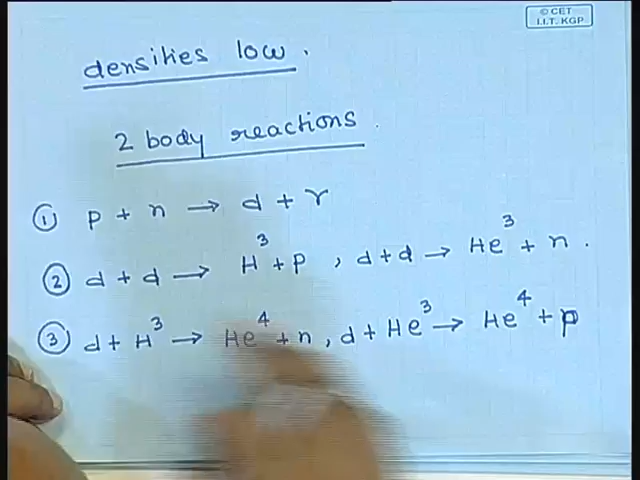 © CET
I.I.T. KGP
densities low.
2 body reactions.
① p + n → d + γ
② d + d → H³ + p, d + d → He³ + n.
③ d + H³ → He⁴ + n, d + He³ → He⁴ + p